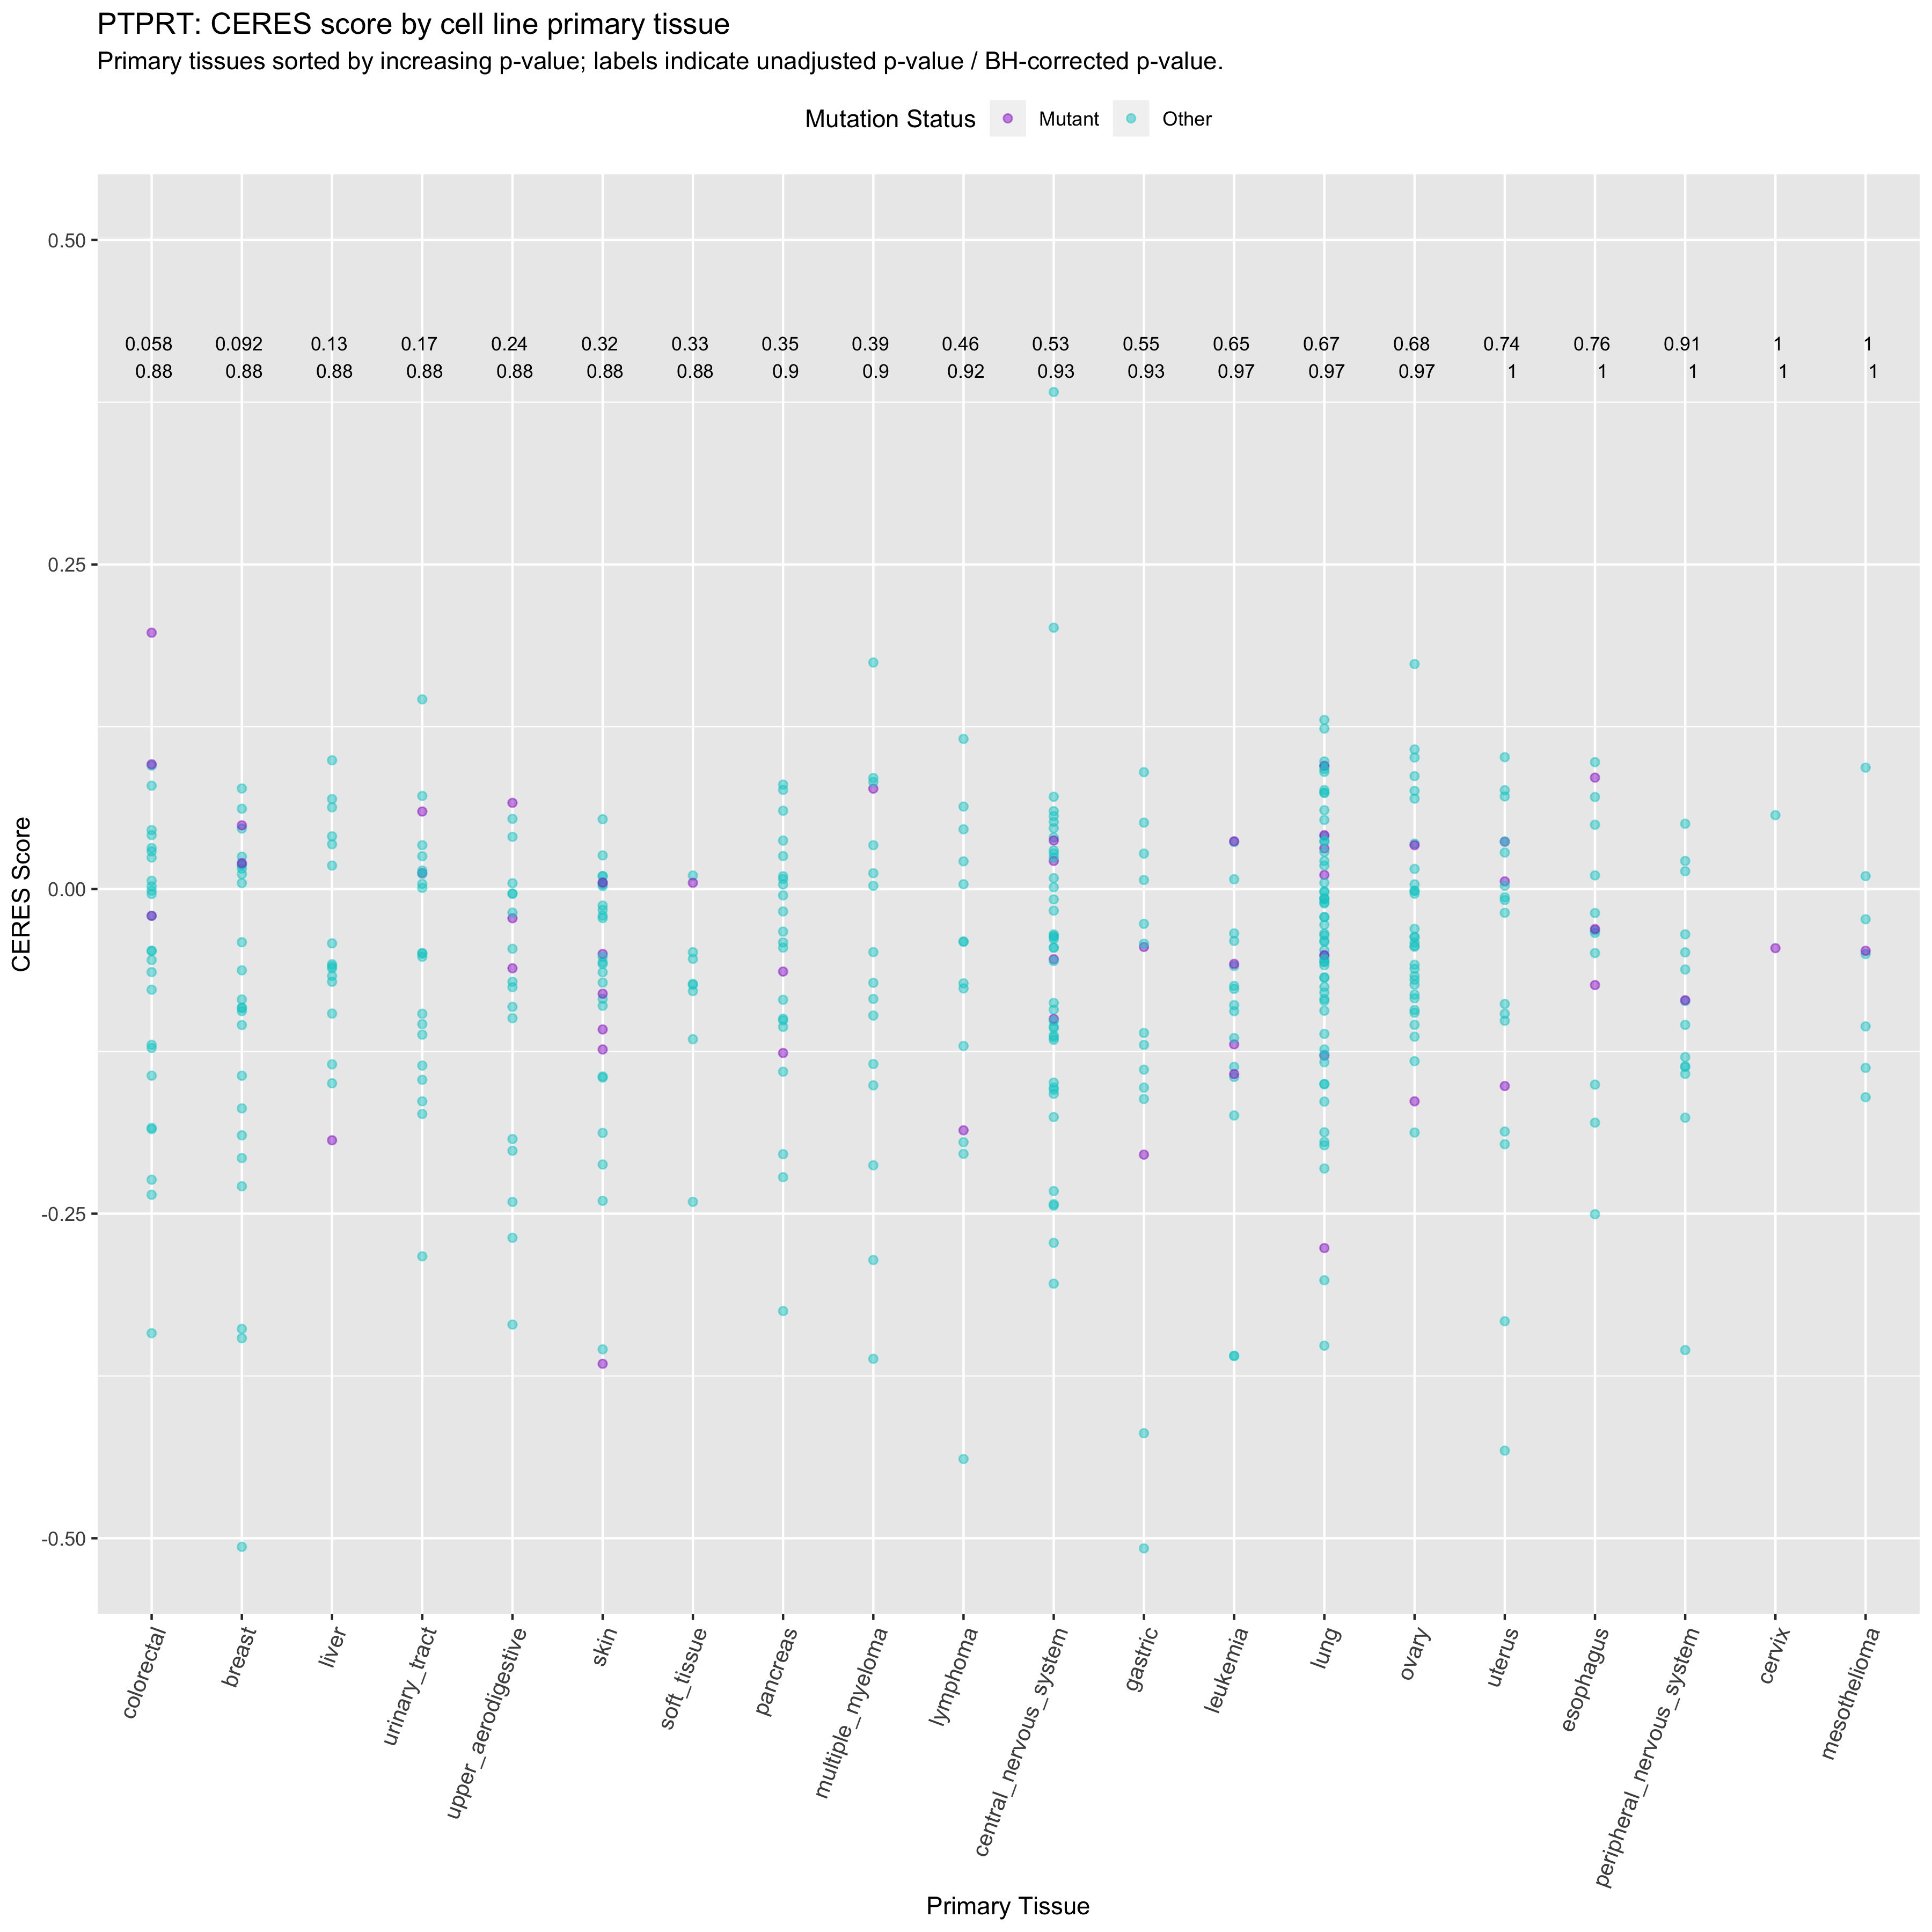 PTPRT: CERES score by cell line primary tissue
Primary tissues sorted by increasing p-value; labels indicate unadjusted p-value / BH-corrected p-value.
Mutation Status Mutant Other
0.50
0.058 0.092 0.13 0.17 0.24 0.32 0.33 0.35 0.39 0.46 0.53 0.55 0.65 0.67 0.68 0.74 0.76 0.91 1 1
0.88 0.88 0.88 0.88 0.88 0.88 0.88 0.9 0.9 0.92 0.93 0.93 0.97 0.97 0.97 1 1 1 1 1
0.25
0.00
-0.25
-0.50
CERES Score
colorectal
breast
liver
urinary_tract
upper_aerodigestive
skin
soft_tissue
pancreas
multiple_myeloma
lymphoma
central_nervous_system
gastric
leukemia
lung
ovary
uterus
esophagus
peripheral_nervous_system
cervix
mesothelioma
Primary Tissue